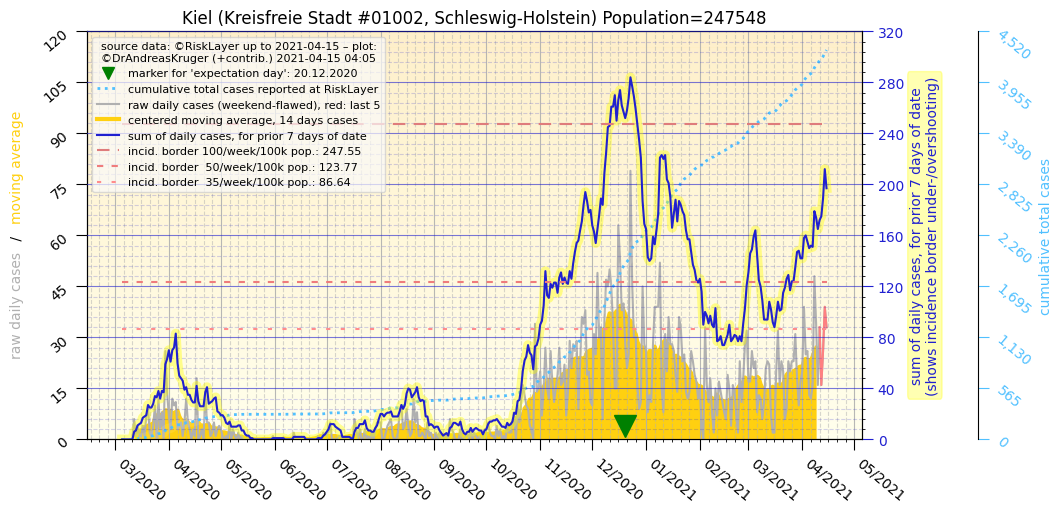 Kiel (Kreisfreie Stadt #01002, Schleswig-Holstein) Population=247548
source data: ©RiskLayer up to 2021-04-15 – plot:
©DrAndreasKruger (+contrib.) 2021-04-15 04:05
marker for 'expectation day': 20.12.2020
cumulative total cases reported at RiskLayer
raw daily cases (weekend-flawed), red: last 5
centered moving average, 14 days cases
sum of daily cases, for prior 7 days of date
incid. border 100/week/100k pop.: 247.55
incid. border  50/week/100k pop.: 123.77
incid. border  35/week/100k pop.: 86.64
raw daily cases / moving average
120
105
90
75
60
45
30
15
0
03/2020
04/2020
05/2020
06/2020
07/2020
08/2020
09/2020
10/2020
11/2020
12/2020
01/2021
02/2021
03/2021
04/2021
05/2021
320
280
240
200
160
120
80
40
0
sum of daily cases, for prior 7 days of date
(shows incidence border under-/overshooting)
4,520
3,955
3,390
2,825
2,260
1,695
1,130
565
0
cumulative total cases